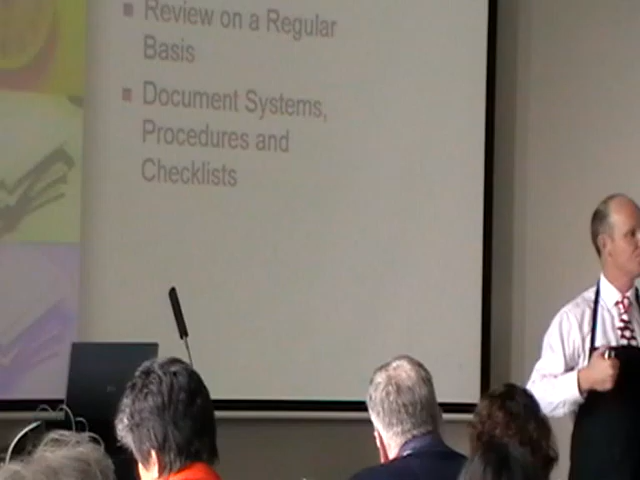 Review on a Regular
Basis
Document Systems,
Procedures and
Checklists